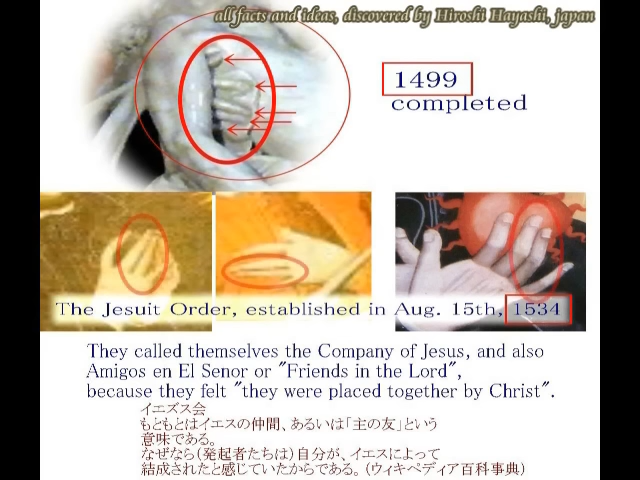 all facts and ideas, discovered by Hiroshi Hayashi, japan
1499
completed
The Jesuit Order, established in Aug. 15th, 1534
They called themselves the Company of Jesus, and also
Amigos en El Senor or "Friends in the Lord",
because they felt "they were placed together by Christ".
イエズス会
もともとはイエスの仲間、あるいは「主の友」という
意味である。
なぜなら（発起者たちは）自分が、イエスによって
結成されたと感じていたからである。（ウィキペディア百科事典）